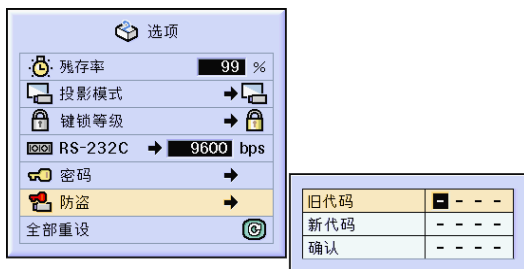 选项
残存率 99 %
投影模式
键锁等级
RS-232C 9600 bps
密码
防盗
全部重设
旧代码 - - - -
新代码 - - - -
确认 - - - -